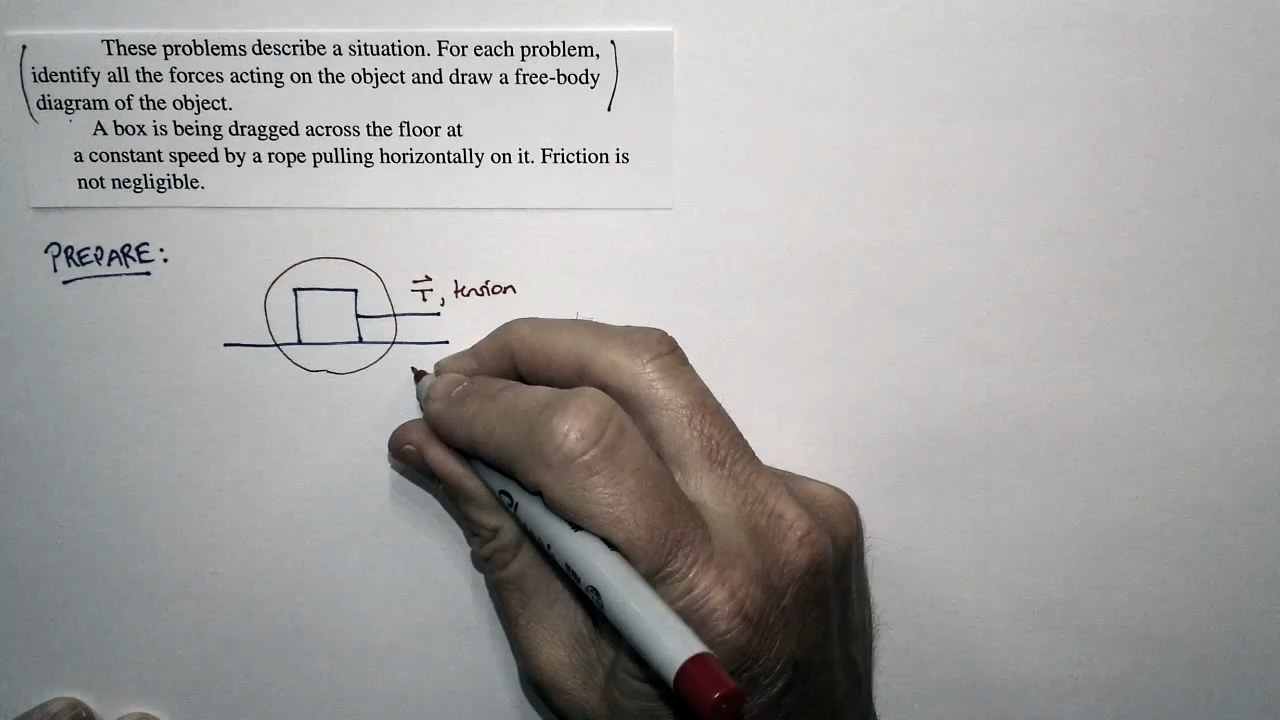 These problems describe a situation. For each problem,
identify all the forces acting on the object and draw a free-body
diagram of the object.
A box is being dragged across the floor at
a constant speed by a rope pulling horizontally on it. Friction is
not negligible.
PREPARE:
T⃗, tension